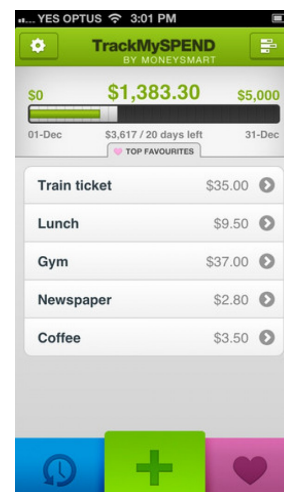 ... YES OPTUS 3:01 PM
TrackMySPEND
BY MONEYSMART
$0 $1,383.30 $5,000
01-Dec $3,617 / 20 days left 31-Dec
TOP FAVOURITES
Train ticket $35.00
Lunch $9.50
Gym $37.00
Newspaper $2.80
Coffee $3.50